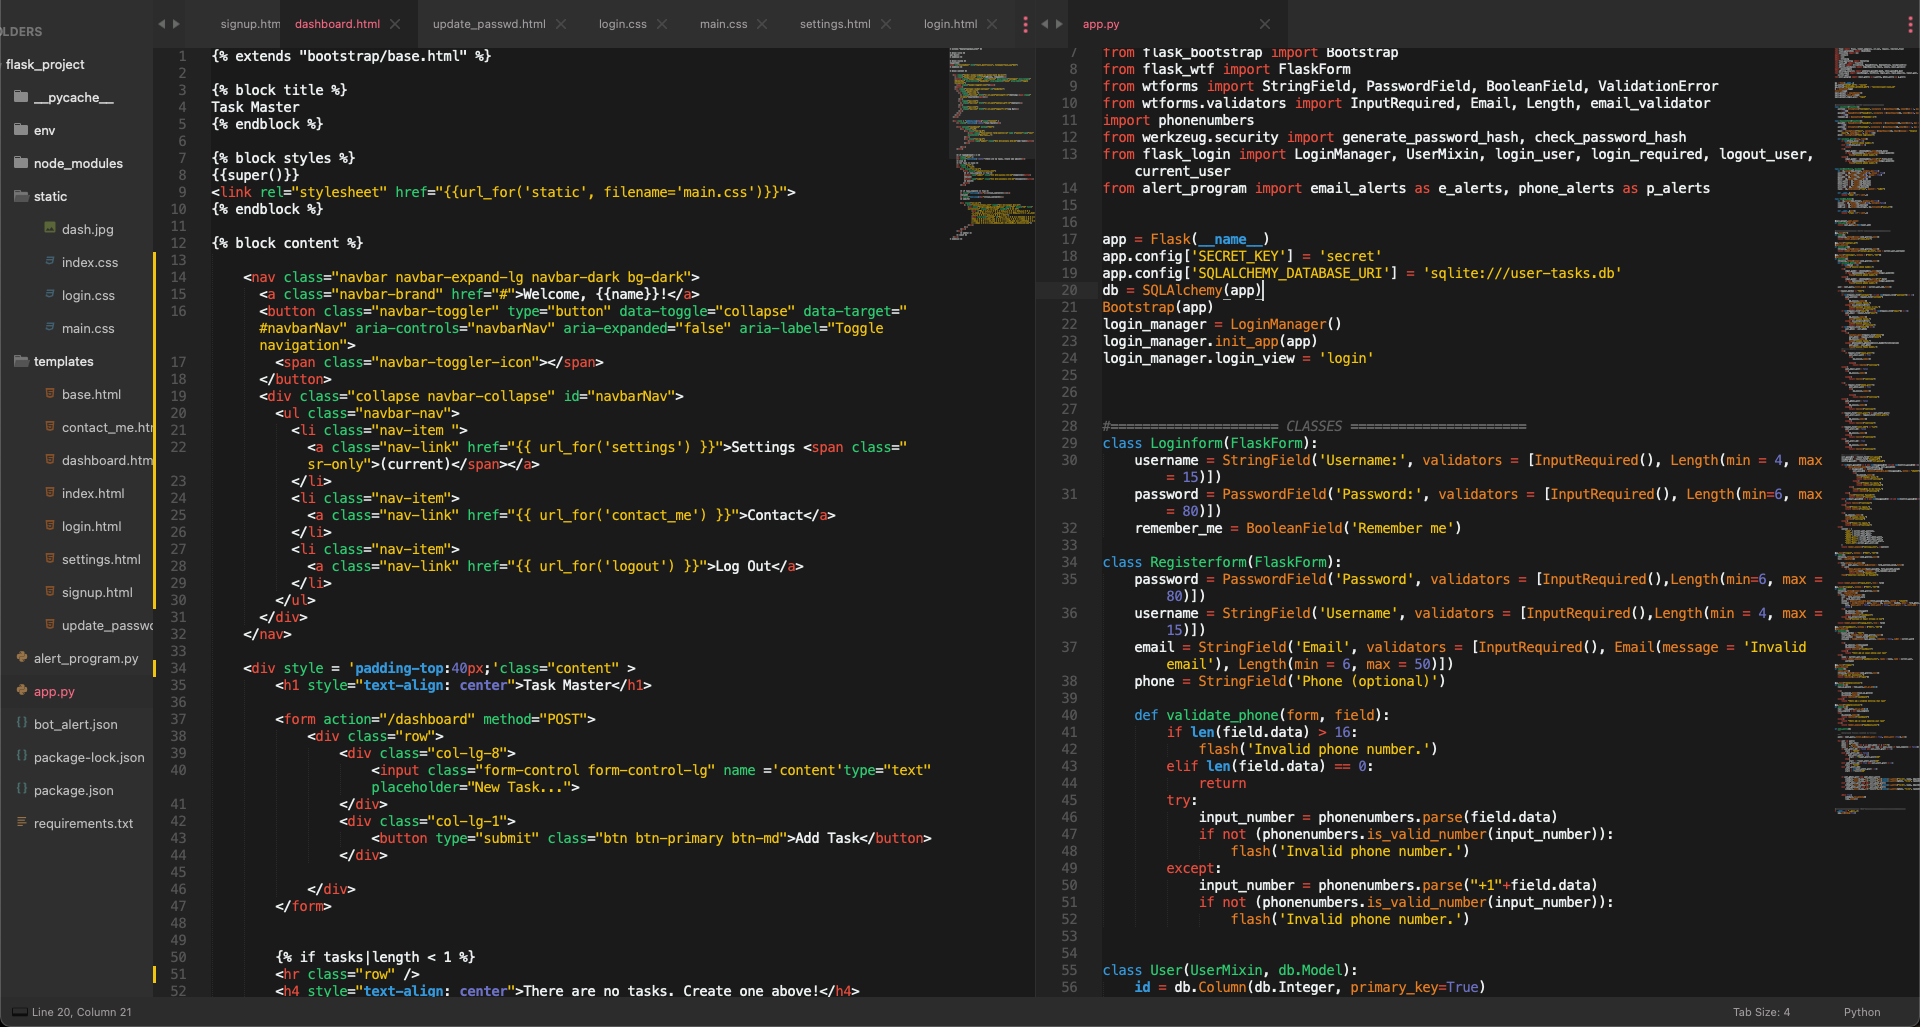 OLDERS
flask_project
__pycache__
env
node_modules
static
dash.jpg
index.css
login.css
main.css
templates
base.html
contact_me.htm
dashboard.htm
index.html
login.html
settings.html
signup.html
update_passwo
alert_program.py
app.py
bot_alert.json
package-lock.json
package.json
requirements.txt
signup.htm
dashboard.html
update_passwd.html
login.css
main.css
settings.html
login.html
1 {% extends "bootstrap/base.html" %}
2
3 {% block title %}
4 Task Master
5 {% endblock %}
6
7 {% block styles %}
8 {{super()}}
9 <link rel="stylesheet" href="{{url_for('static', filename='main.css')}}">
10 {% endblock %}
11
12 {% block content %}
13
14 <nav class="navbar navbar-expand-lg navbar-dark bg-dark">
15 <a class="navbar-brand" href="#">Welcome, {{name}}!</a>
16 <button class="navbar-toggler" type="button" data-toggle="collapse" data-target="
#navbarNav" aria-controls="navbarNav" aria-expanded="false" aria-label="Toggle
navigation">
17 <span class="navbar-toggler-icon"></span>
18 </button>
19 <div class="collapse navbar-collapse" id="navbarNav">
20 <ul class="navbar-nav">
21 <li class="nav-item ">
22 <a class="nav-link" href="{{ url_for('settings') }}">Settings <span class="
sr-only">(current)</span></a>
23 </li>
24 <li class="nav-item">
25 <a class="nav-link" href="{{ url_for('contact_me') }}">Contact</a>
26 </li>
27 <li class="nav-item">
28 <a class="nav-link" href="{{ url_for('logout') }}">Log Out</a>
29 </li>
30 </ul>
31 </div>
32 </nav>
33
34 <div style = 'padding-top:40px;'class="content" >
35 <h1 style="text-align: center">Task Master</h1>
36
37 <form action="/dashboard" method="POST">
38 <div class="row">
39 <div class="col-lg-8">
40 <input class="form-control form-control-lg" name ='content'type="text"
placeholder="New Task...">
41 </div>
42 <div class="col-lg-1">
43 <button type="submit" class="btn btn-primary btn-md">Add Task</button>
44 </div>
45
46 </div>
47 </form>
48
49
50 {% if tasks|length < 1 %}
51 <hr class="row" />
52 <h4 style="text-align: center">There are no tasks. Create one above!</h4>
app.py
7 from flask_bootstrap import Bootstrap
8 from flask_wtf import FlaskForm
9 from wtforms import StringField, PasswordField, BooleanField, ValidationError
10 from wtforms.validators import InputRequired, Email, Length, email_validator
11 import phonenumbers
12 from werkzeug.security import generate_password_hash, check_password_hash
13 from flask_login import LoginManager, UserMixin, login_user, login_required, logout_user,
current_user
14 from alert_program import email_alerts as e_alerts, phone_alerts as p_alerts
15
16
17 app = Flask(__name__)
18 app.config['SECRET_KEY'] = 'secret'
19 app.config['SQLALCHEMY_DATABASE_URI'] = 'sqlite:///user-tasks.db'
20 db = SQLAlchemy(app)
21 Bootstrap(app)
22 login_manager = LoginManager()
23 login_manager.init_app(app)
24 login_manager.login_view = 'login'
25
26
27
28 #===================== CLASSES ======================
29 class Loginform(FlaskForm):
30 username = StringField('Username:', validators = [InputRequired(), Length(min = 4, max
= 15)])
31 password = PasswordField('Password:', validators = [InputRequired(), Length(min=6, max
= 80)])
32 remember_me = BooleanField('Remember me')
33
34 class Registerform(FlaskForm):
35 password = PasswordField('Password', validators = [InputRequired(),Length(min=6, max =
80)])
36 username = StringField('Username', validators = [InputRequired(),Length(min = 4, max =
15)])
37 email = StringField('Email', validators = [InputRequired(), Email(message = 'Invalid
email'), Length(min = 6, max = 50)])
38 phone = StringField('Phone (optional)')
39
40 def validate_phone(form, field):
41 if len(field.data) > 16:
42 flash('Invalid phone number.')
43 elif len(field.data) == 0:
44 return
45 try:
46 input_number = phonenumbers.parse(field.data)
47 if not (phonenumbers.is_valid_number(input_number)):
48 flash('Invalid phone number.')
49 except:
50 input_number = phonenumbers.parse("+1"+field.data)
51 if not (phonenumbers.is_valid_number(input_number)):
52 flash('Invalid phone number.')
53
54
55 class User(UserMixin, db.Model):
56 id = db.Column(db.Integer, primary_key=True)
Line 20, Column 21
Tab Size: 4
Python